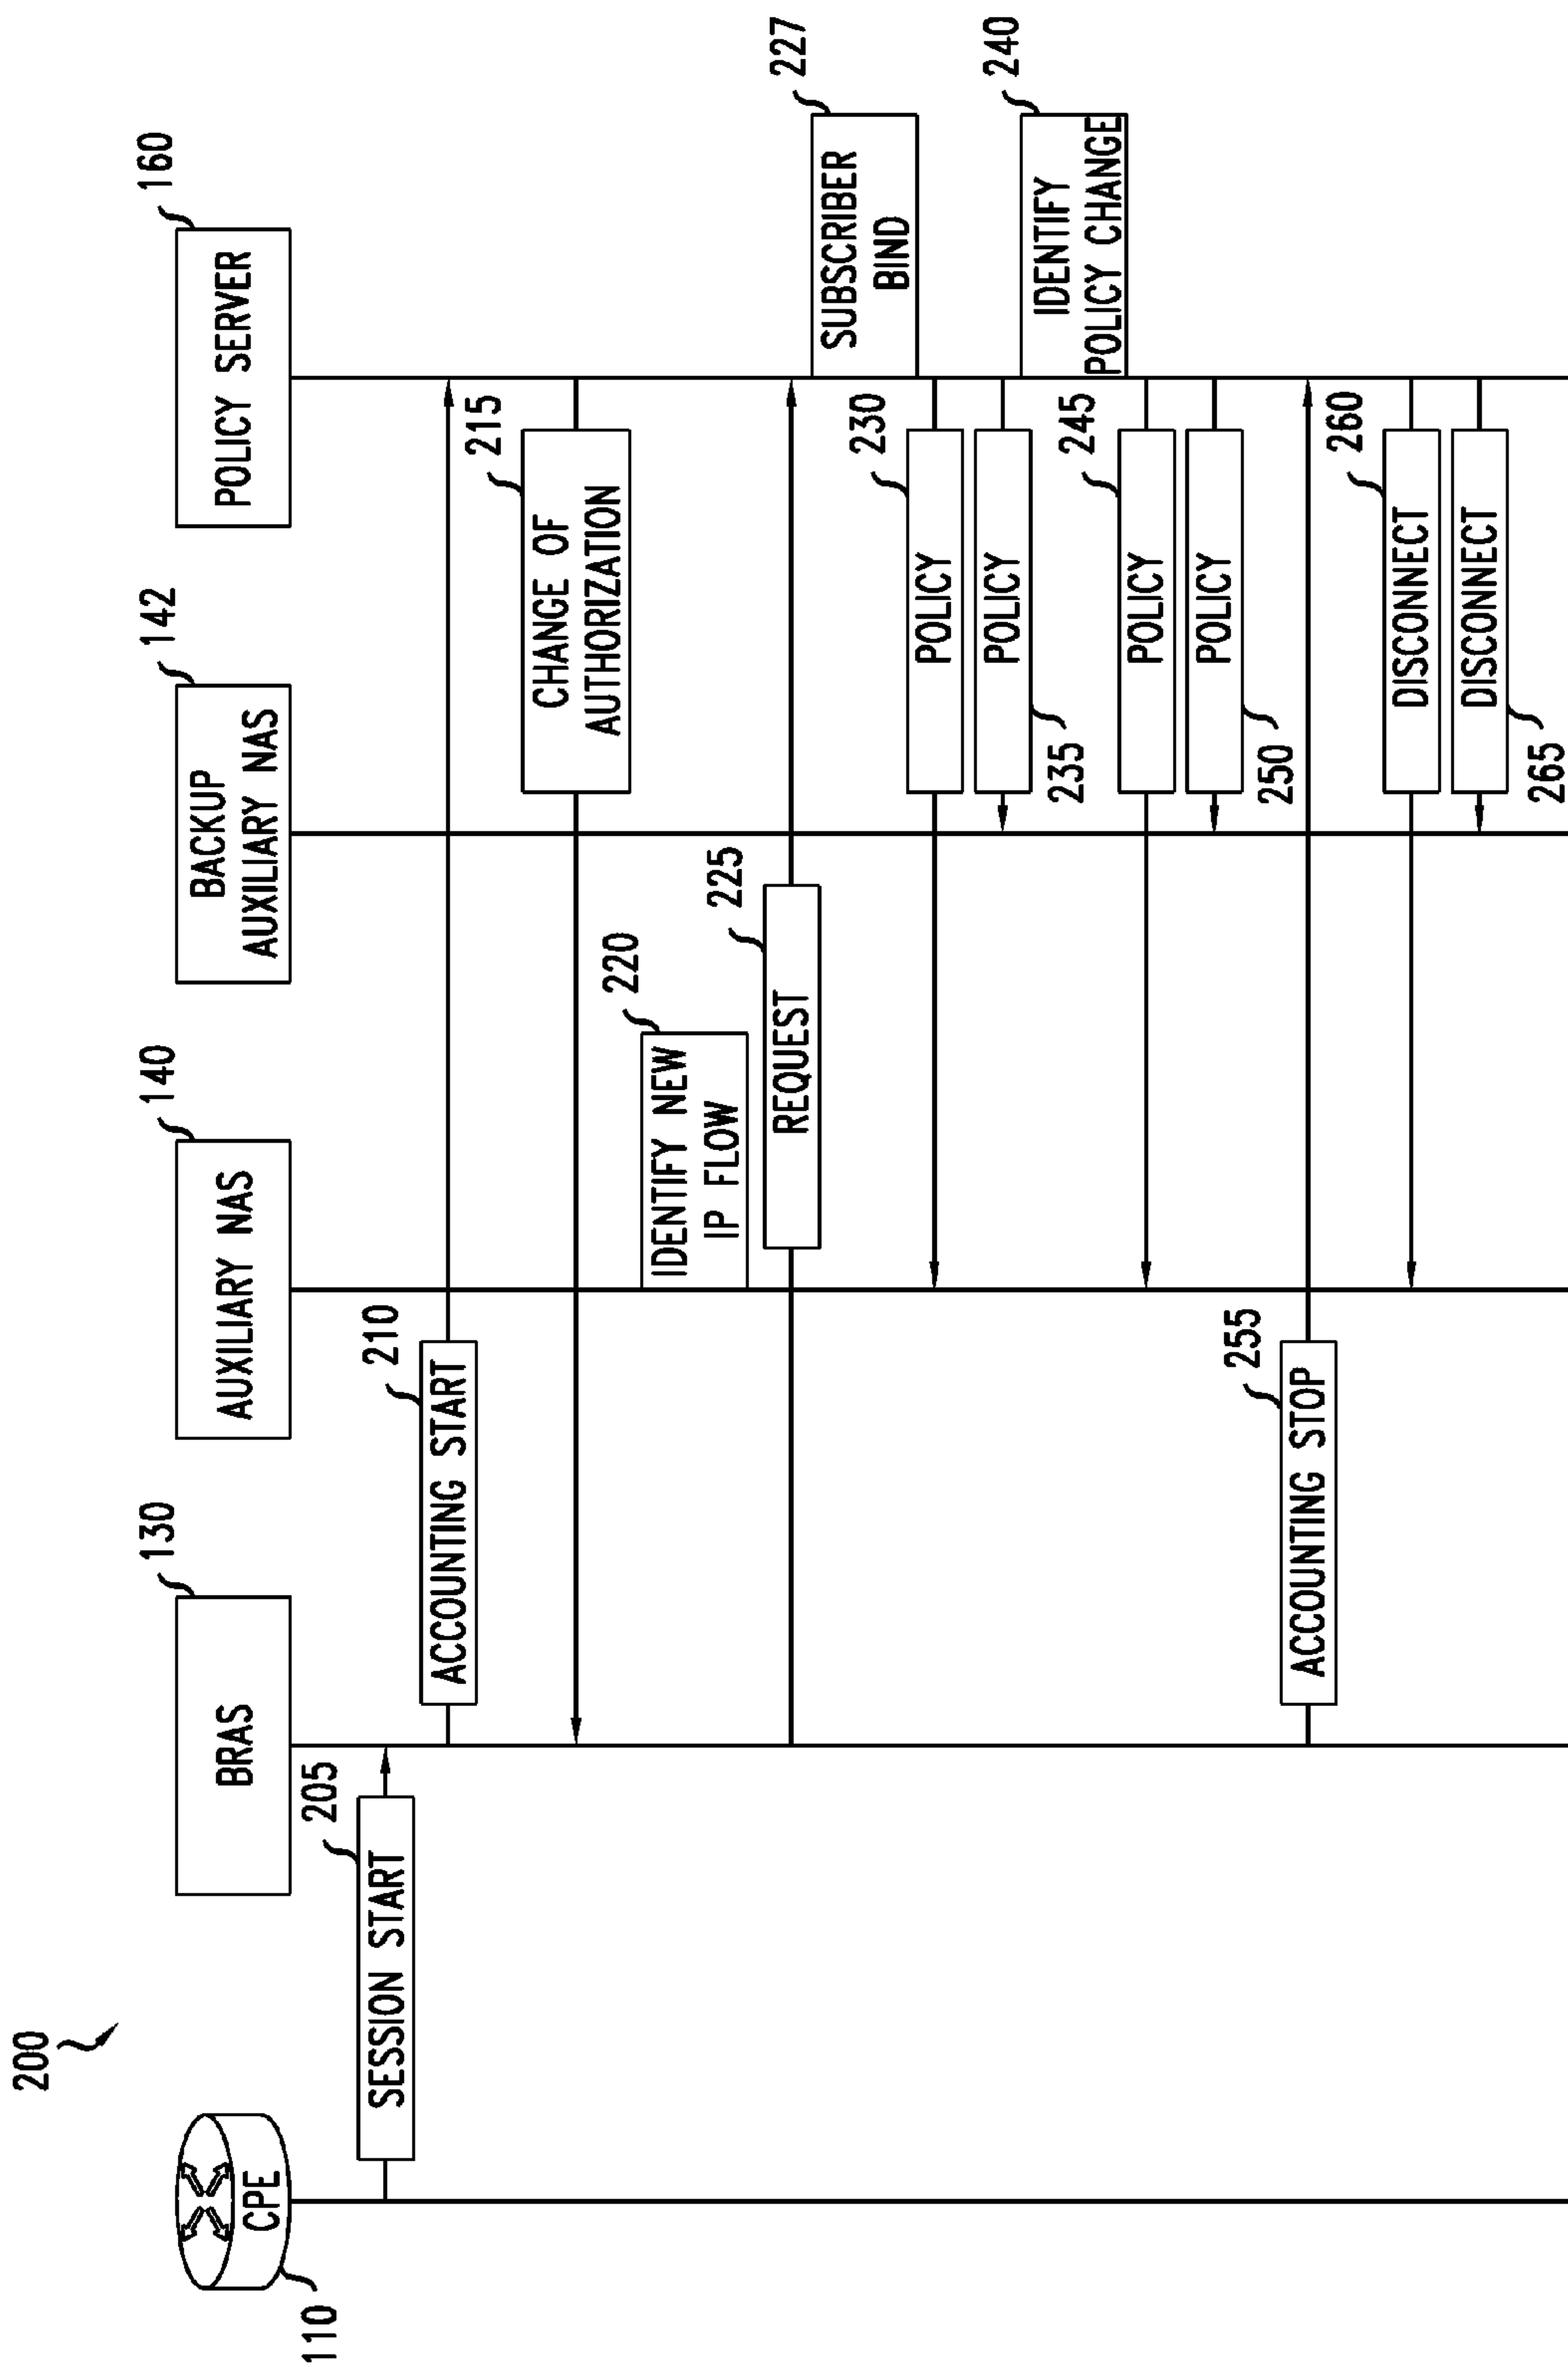 200
CPE
110
BRAS
130
AUXILIARY NAS
140
BACKUP
AUXILIARY NAS
142
POLICY SERVER
160
SESSION START
205
ACCOUNTING START
210
CHANGE OF
AUTHORIZATION
215
IDENTIFY NEW
IP FLOW
220
REQUEST
225
SUBSCRIBER
BIND
227
POLICY
230
POLICY
235
IDENTIFY
POLICY CHANGE
240
POLICY
245
POLICY
250
ACCOUNTING STOP
255
DISCONNECT
260
DISCONNECT
265